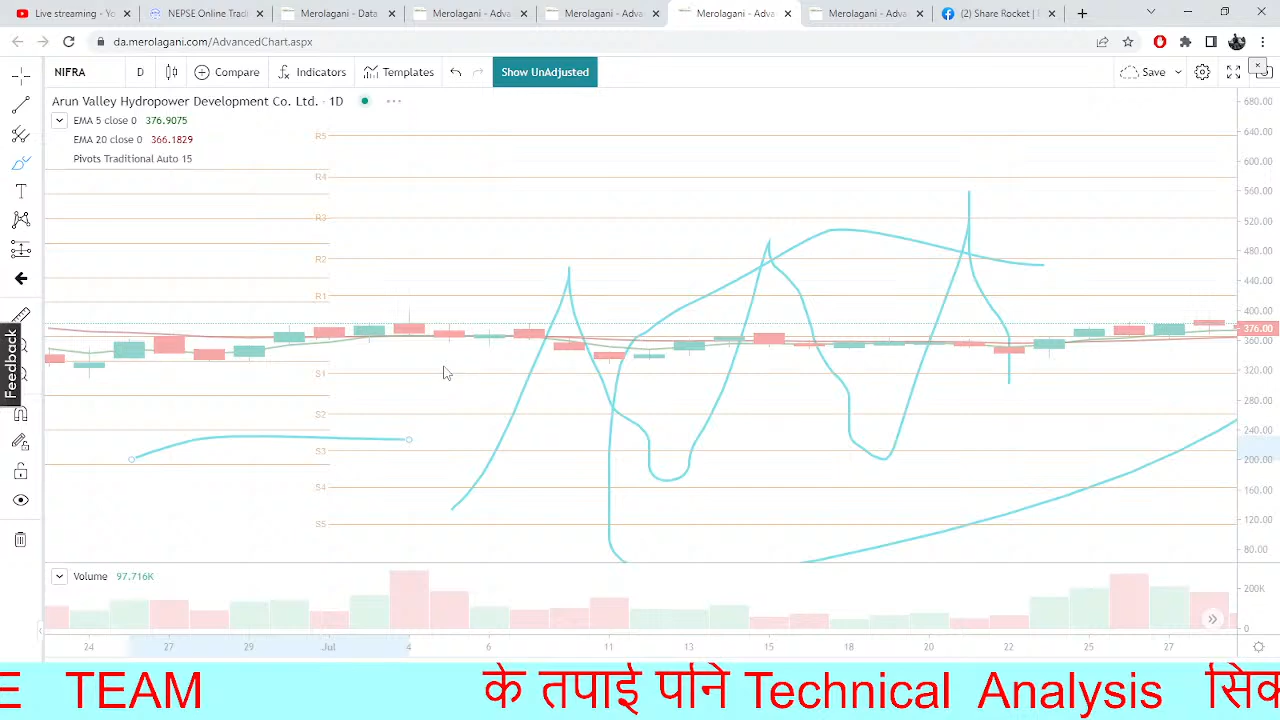 Live streaming - Yo
NEPSE Online Tradi
Merolagani - Data
Merolagani - Adva
Merolagani - Adva
Merolagani - Adva
Merolagani - Adva
(2) Share Rocket | E
da.merolagani.com/AdvancedChart.aspx
NIFRA
D
Compare
Indicators
Templates
Show UnAdjusted
Save
Arun Valley Hydropower Development Co. Ltd. · 1D
EMA 5 close 0 376.9075
EMA 20 close 0 366.1829
Pivots Traditional Auto 15
R5
R4
R3
R2
R1
S1
S2
S3
S4
S5
680.00
640.00
600.00
560.00
520.00
480.00
440.00
400.00
376.00
360.00
320.00
280.00
240.00
200.00
160.00
120.00
80.00
Feedback
Volume 97.716K
200K
0
24 27 29 Jul 4 6 11 13 15 18 20 22 25 27
E TEAM के तपाई पनि Technical Analysis सिक